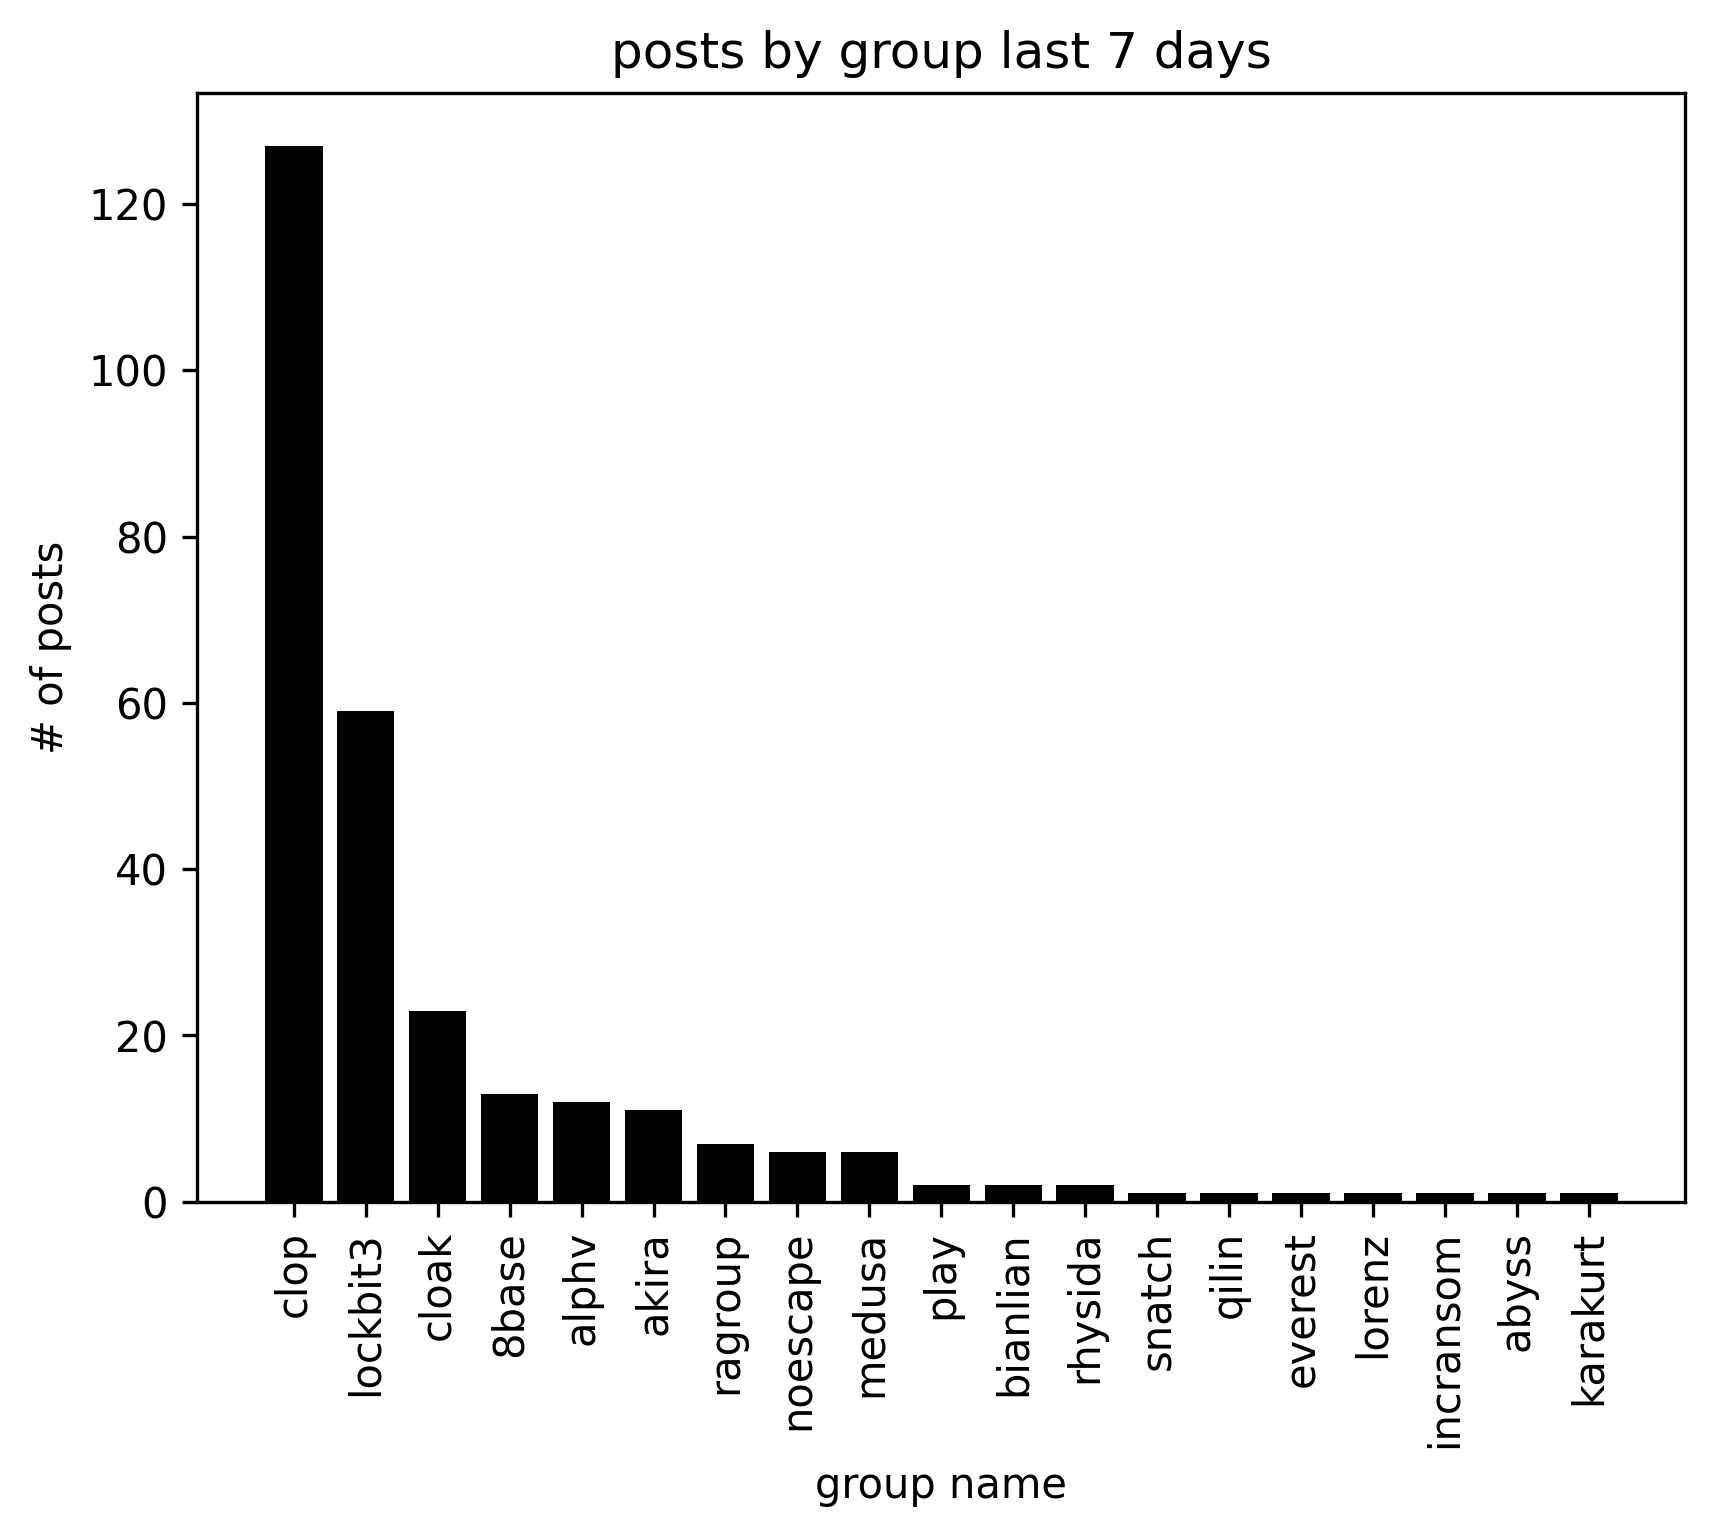 posts by group last 7 days
# of posts
120
100
80
60
40
20
0
clop
lockbit3
cloak
8base
alphv
akira
ragroup
noescape
medusa
play
bianlian
rhysida
snatch
qilin
everest
lorenz
incransom
abyss
karakurt
group name